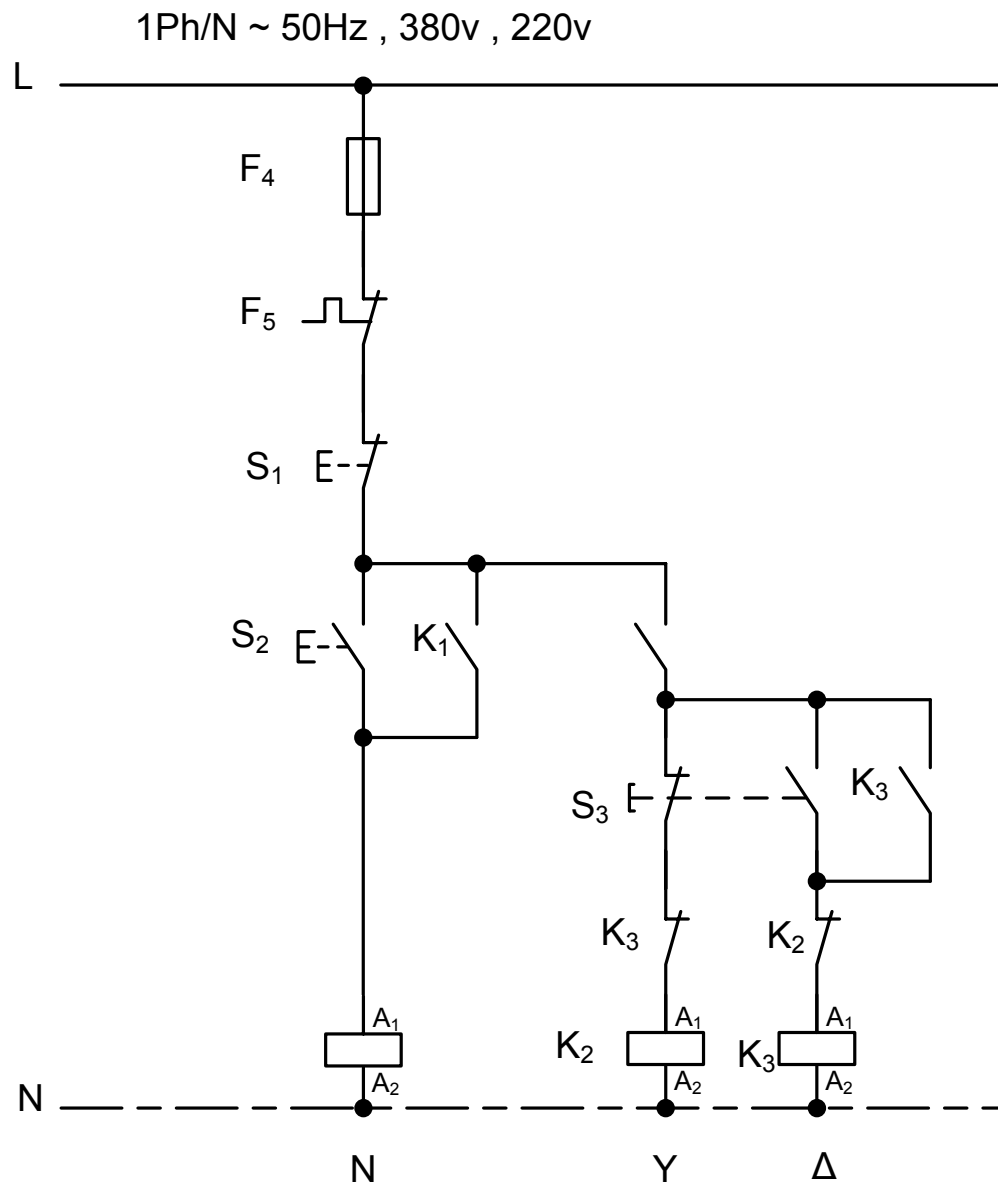 1Ph/N ~ 50Hz , 380v , 220v
L
F₄
F₅
S₁
S₂
K₁
S₃
K₃
K₃
K₂
A₁
A₁
A₁
K₂
K₃
A₂
A₂
A₂
N
N
Y
Δ